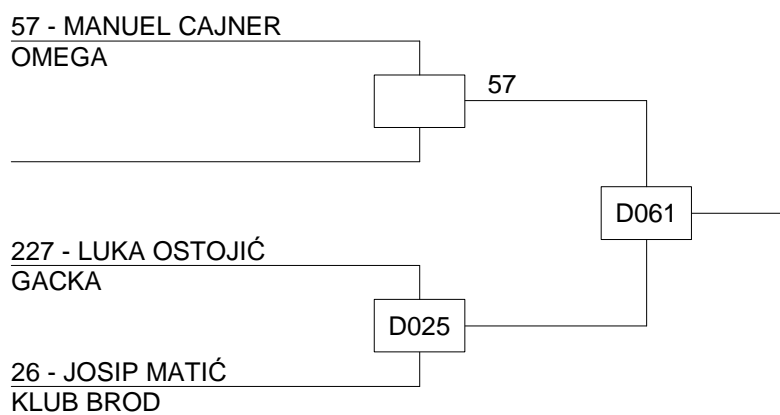 57 - MANUEL CAJNER
OMEGA
57
D061
227 - LUKA OSTOJIĆ
GACKA
D025
26 - JOSIP MATIĆ
KLUB BROD